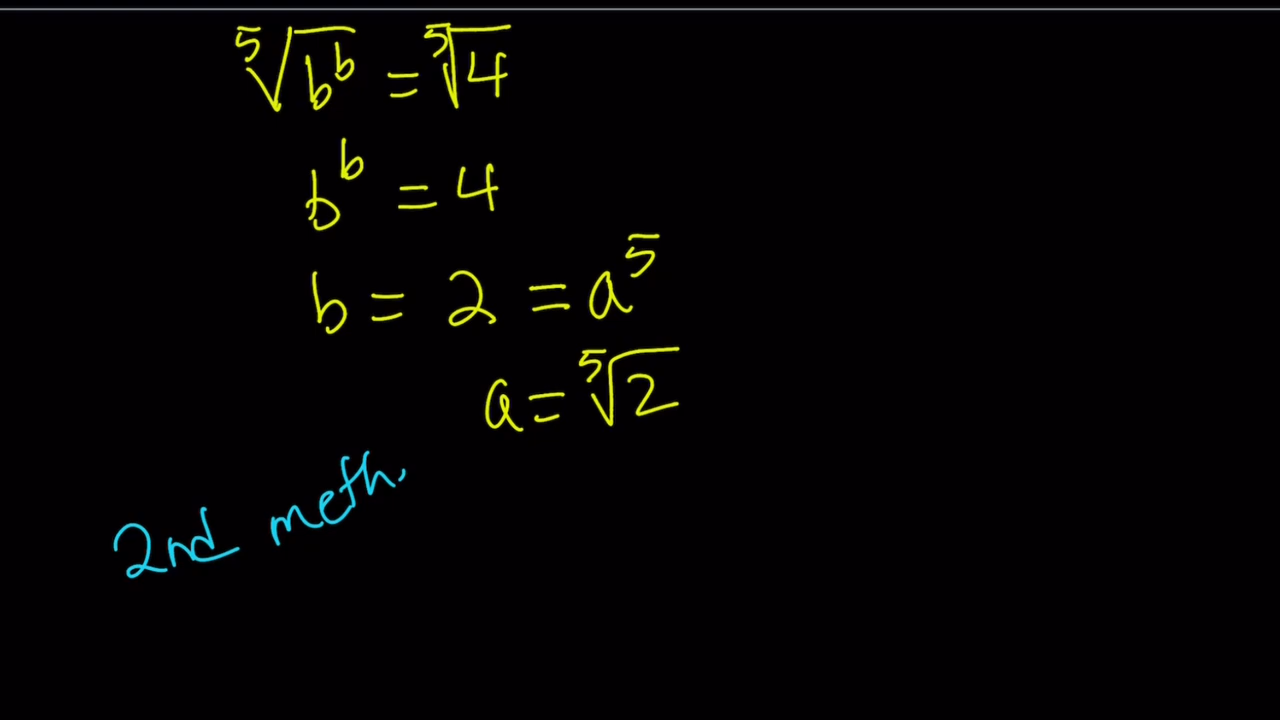 ⁵√(b^b) = ⁵√4
b^b = 4
b = 2 = a⁵
a = ⁵√2
2nd meth.